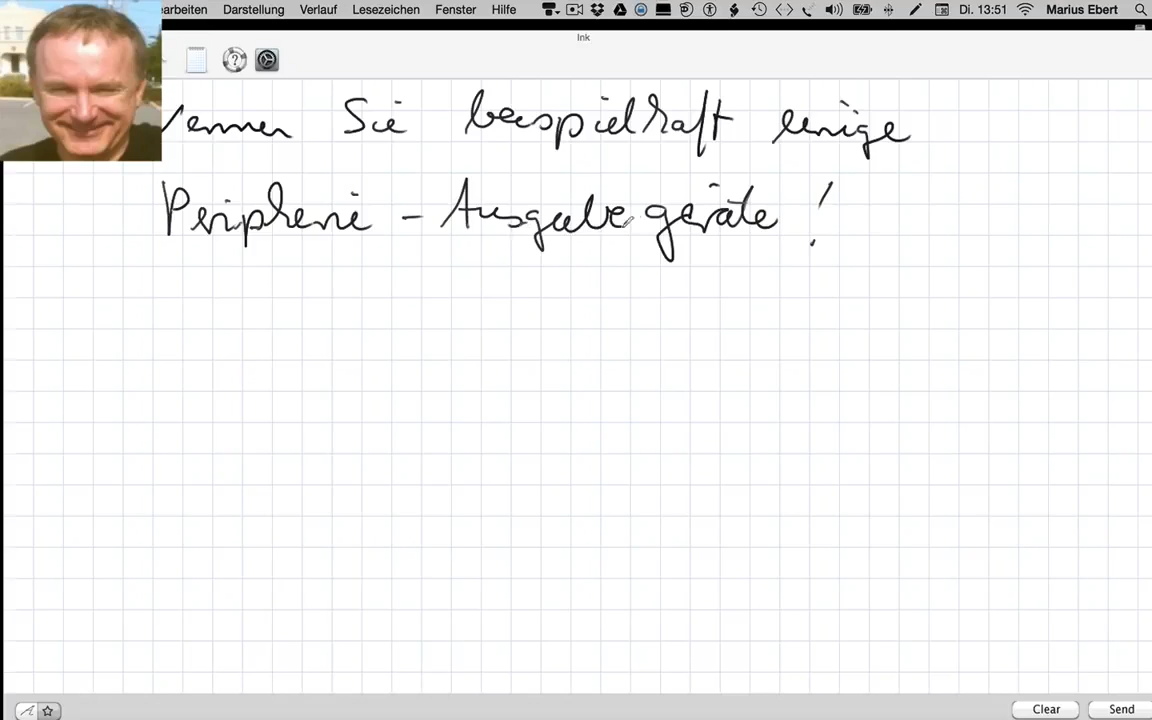 arbeiten Darstellung Verlauf Lesezeichen Fenster Hilfe Di. 13:51 Marius Ebert
Ink
Nennen Sie beispielhaft einige
Peripherie - Ausgabegeräte !
Clear Send